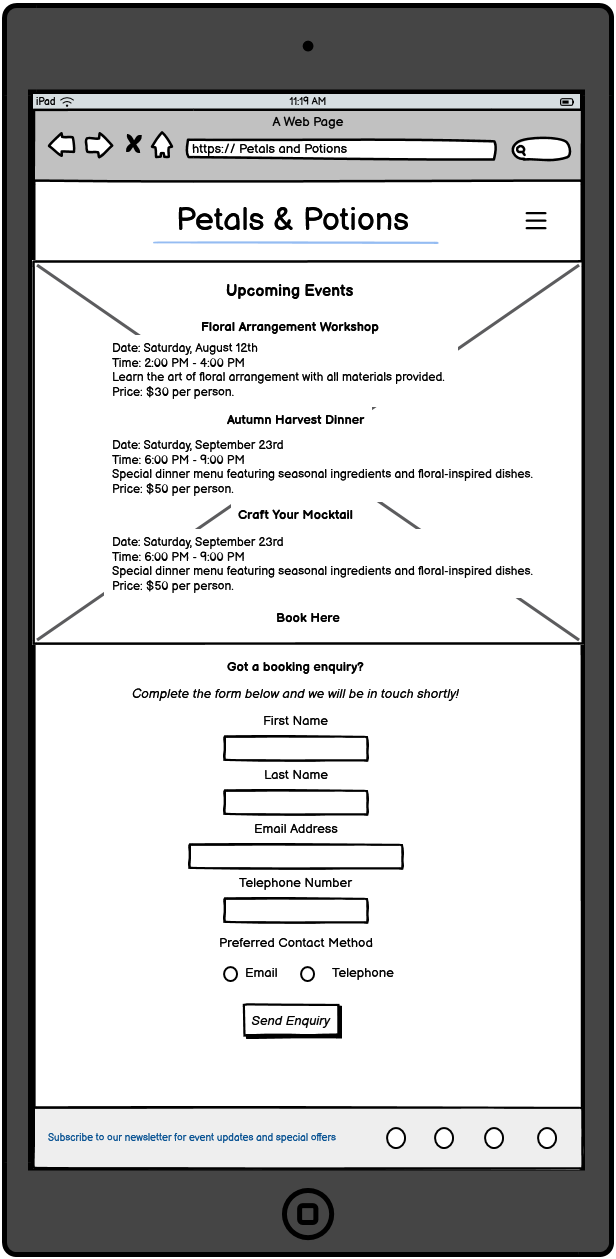 iPad
11:19 AM
A Web Page
https:// Petals and Potions
Petals & Potions
Upcoming Events
Floral Arrangement Workshop
Date: Saturday, August 12th
Time: 2:00 PM - 4:00 PM
Learn the art of floral arrangement with all materials provided.
Price: $30 per person.
Autumn Harvest Dinner
Date: Saturday, September 23rd
Time: 6:00 PM - 9:00 PM
Special dinner menu featuring seasonal ingredients and floral-inspired dishes.
Price: $50 per person.
Craft Your Mocktail
Date: Saturday, September 23rd
Time: 6:00 PM - 9:00 PM
Special dinner menu featuring seasonal ingredients and floral-inspired dishes.
Price: $50 per person.
Book Here
Got a booking enquiry?
Complete the form below and we will be in touch shortly!
First Name
Last Name
Email Address
Telephone Number
Preferred Contact Method
Email Telephone
Send Enquiry
Subscribe to our newsletter for event updates and special offers